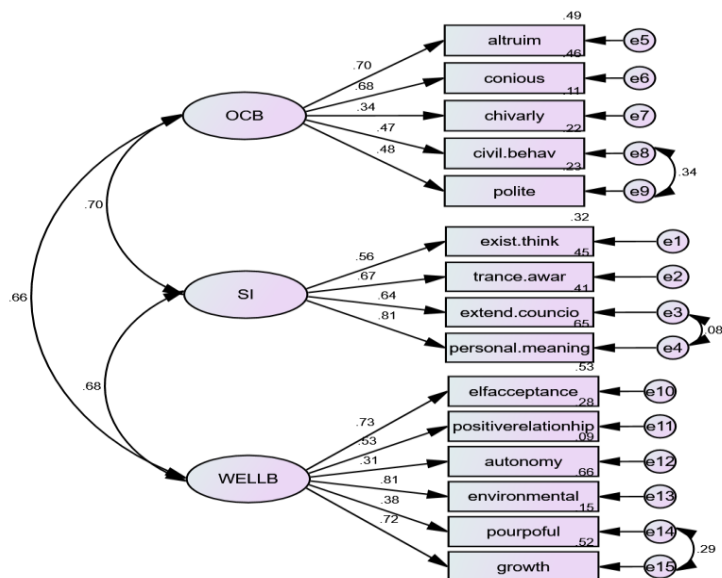 .49
altruim
e5
.70
.46
conious
e6
.68
.11
chivarly
e7
.34
.22
OCB
.47
civil.behav
e8
.48
.23
.34
polite
e9
.70
.32
exist.think
e1
.56
.45
.66
.67
trance.awar
e2
.41
SI
.64
extend.councio
e3
.65
.81
.08
personal.meaning
e4
.68
.53
elfacceptance
e10
.73
.28
.53
positiverelationhip
e11
.09
.31
autonomy
e12
.66
WELLB
.81
environmental
e13
.15
.38
pourpoful
e14
.52
.72
.29
growth
e15